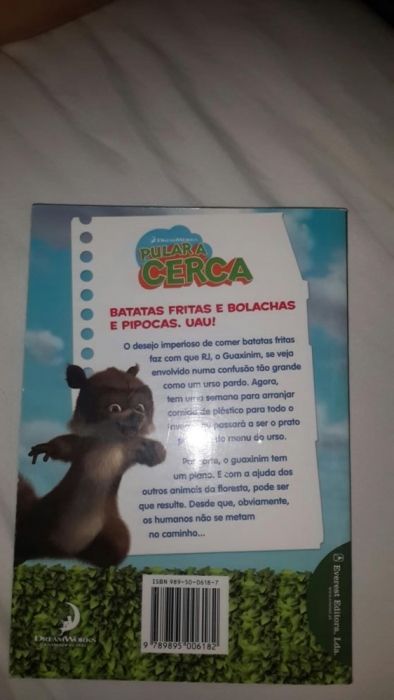 DREAMWORKS
PULAR A
CERCA
BATATAS FRITAS E BOLACHAS
E PIPOCAS. UAU!
O desejo imperioso de comer batatas fritas
faz com que RJ, o Guaxinim, se veja
envolvido numa confusão tão grande
como um urso pardo. Agora,
tem uma semana para arranjar
comida de plástico para todo o
passará a ser o prato
do menu do urso.
o guaxinim tem
um plano. E com a ajuda dos
outros animais da floresta, pode ser
que resulte. Desde que, obviamente,
os humanos não se metam
no caminho...
ISBN 989-50-0618-7
9 789895 006182
Everest Editora, Lda.
DREAMWORKS